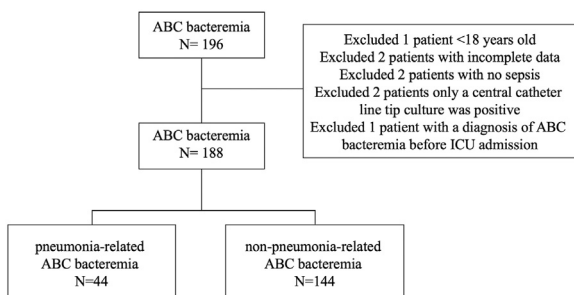 ABC bacteremia
N= 196
Excluded 1 patient <18 years old
Excluded 2 patients with incomplete data
Excluded 2 patients with no sepsis
Excluded 2 patients only a central catheter
line tip culture was positive
Excluded 1 patient with a diagnosis of ABC
bacteremia before ICU admission
ABC bacteremia
N= 188
pneumonia-related
ABC bacteremia
N=44
non-pneumonia-related
ABC bacteremia
N=144